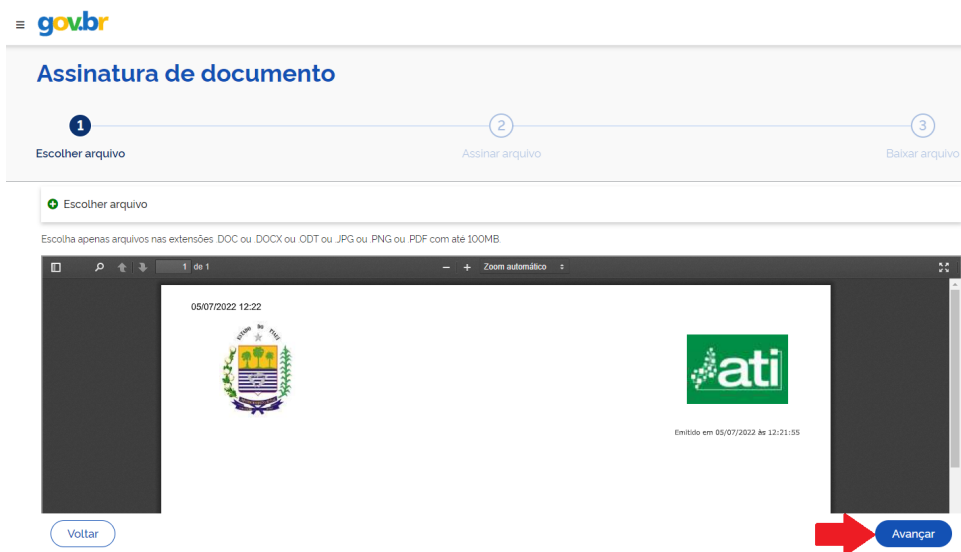 gov.br
Assinatura de documento
1
2
3
Escolher arquivo
Assinar arquivo
Baixar arquivo
Escolher arquivo
Escolha apenas arquivos nas extensões .DOC ou .DOCX ou .ODT ou .JPG ou .PNG ou .PDF com até 100MB.
1 de 1
Zoom automático
05/07/2022 12:22
ESTADO DO PIAUÍ
ati
Emitido em 05/07/2022 às 12:21:55
Voltar
Avançar